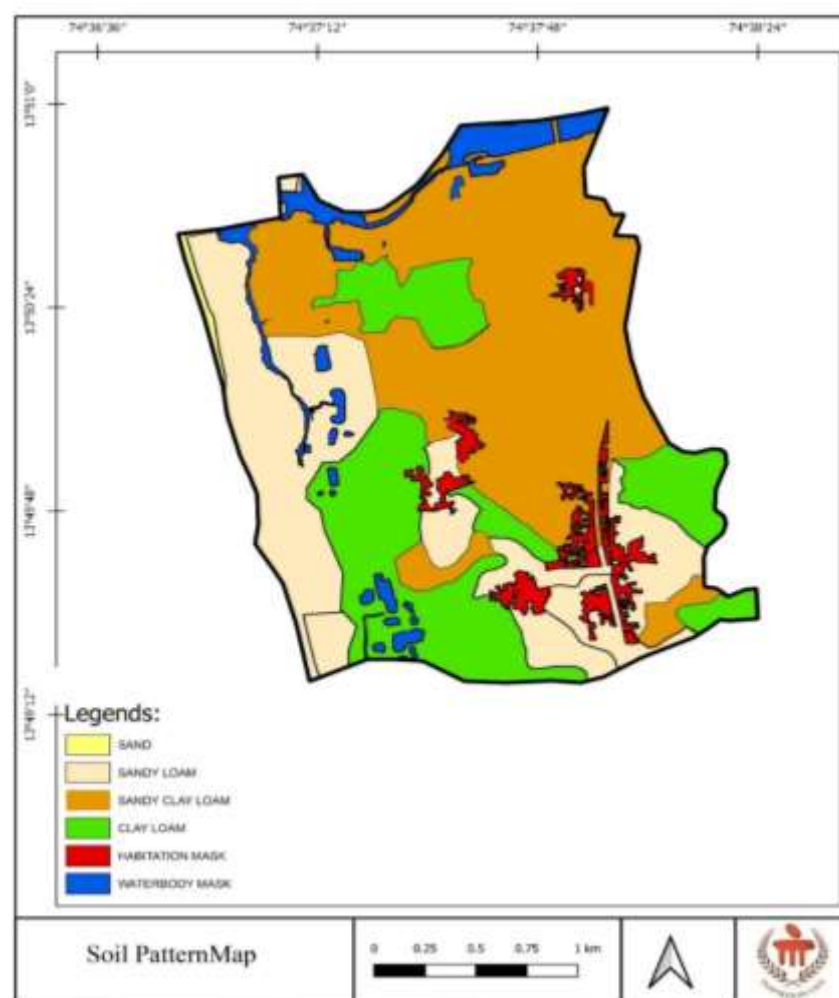 74°36'36" 74°37'12" 74°37'48" 74°38'24"
13°51'0"
13°50'24"
13°49'48"
13°49'12"
Legends:
SAND
SANDY LOAM
SANDY CLAY LOAM
CLAY LOAM
HABITATION MASK
WATERBODY MASK
Soil PatternMap
0 0.25 0.5 0.75 1 km